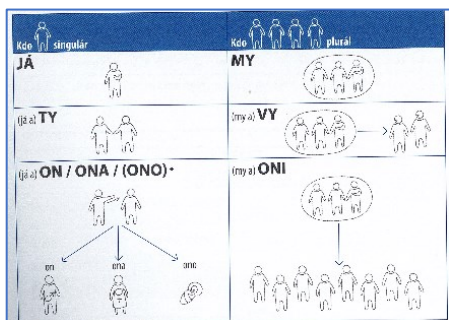 Kdo singulár
Kdo plurál
JÁ
MY
(já a) TY
(my a) VY
(já a) ON / ONA / (ONO)*
(my a) ONI
on
ona
ono